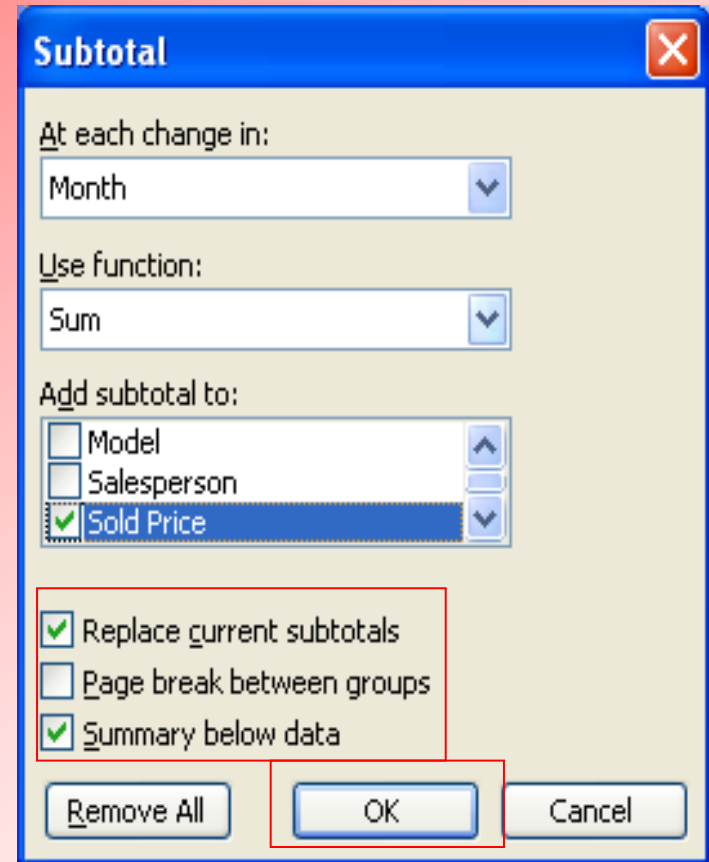 Subtotal
At each change in:
Month
Use function:
Sum
Add subtotal to:
Model
Salesperson
Sold Price
Replace current subtotals
Page break between groups
Summary below data
Remove All OK Cancel